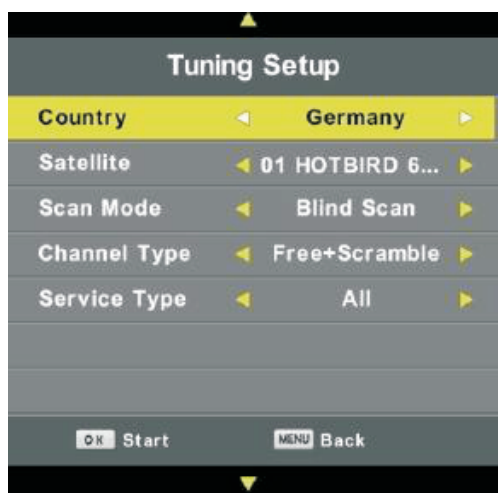 Tuning Setup
Country Germany
Satellite 01 HOTBIRD 6...
Scan Mode Blind Scan
Channel Type Free+Scramble
Service Type All
OK Start MENU Back